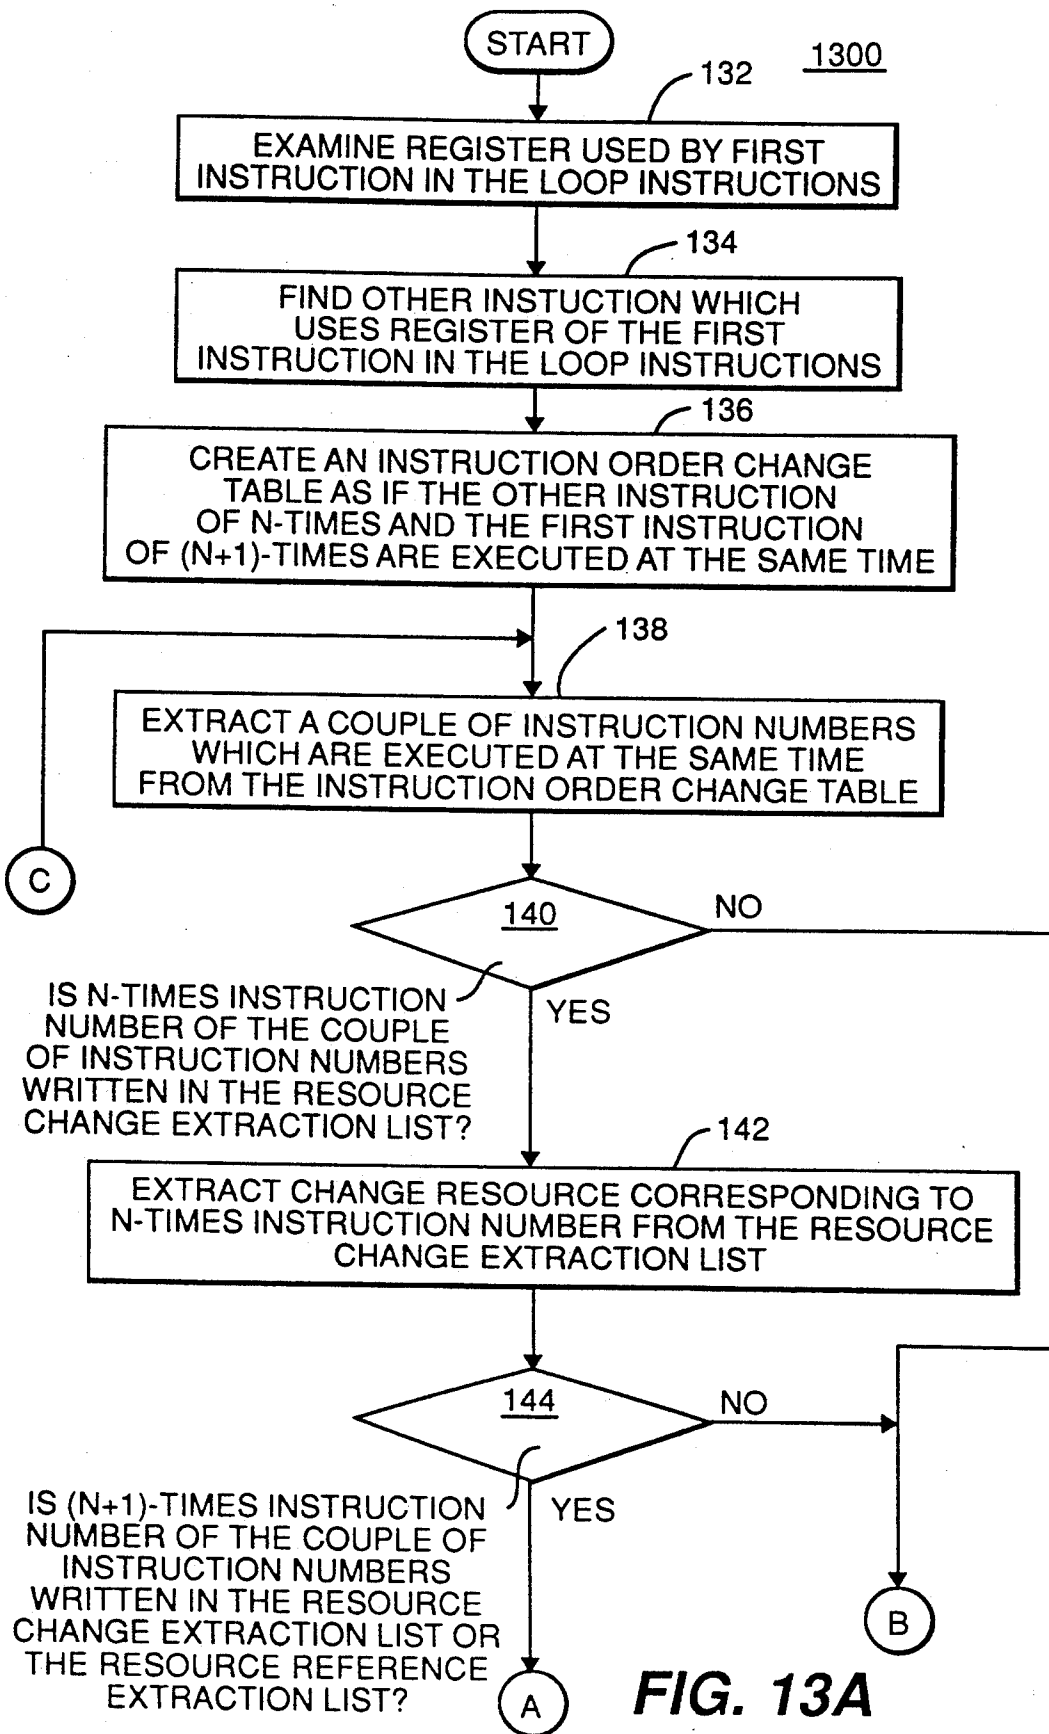 START
1300
132
EXAMINE REGISTER USED BY FIRST
INSTRUCTION IN THE LOOP INSTRUCTIONS
134
FIND OTHER INSTUCTION WHICH
USES REGISTER OF THE FIRST
INSTRUCTION IN THE LOOP INSTRUCTIONS
136
CREATE AN INSTRUCTION ORDER CHANGE
TABLE AS IF THE OTHER INSTRUCTION
OF N-TIMES AND THE FIRST INSTRUCTION
OF (N+1)-TIMES ARE EXECUTED AT THE SAME TIME
138
EXTRACT A COUPLE OF INSTRUCTION NUMBERS
WHICH ARE EXECUTED AT THE SAME TIME
FROM THE INSTRUCTION ORDER CHANGE TABLE
C
140
NO
IS N-TIMES INSTRUCTION
NUMBER OF THE COUPLE
OF INSTRUCTION NUMBERS
WRITTEN IN THE RESOURCE
CHANGE EXTRACTION LIST?
YES
142
EXTRACT CHANGE RESOURCE CORRESPONDING TO
N-TIMES INSTRUCTION NUMBER FROM THE RESOURCE
CHANGE EXTRACTION LIST
144
NO
IS (N+1)-TIMES INSTRUCTION
NUMBER OF THE COUPLE OF
INSTRUCTION NUMBERS
WRITTEN IN THE RESOURCE
CHANGE EXTRACTION LIST OR
THE RESOURCE REFERENCE
EXTRACTION LIST?
YES
B
A
FIG. 13A